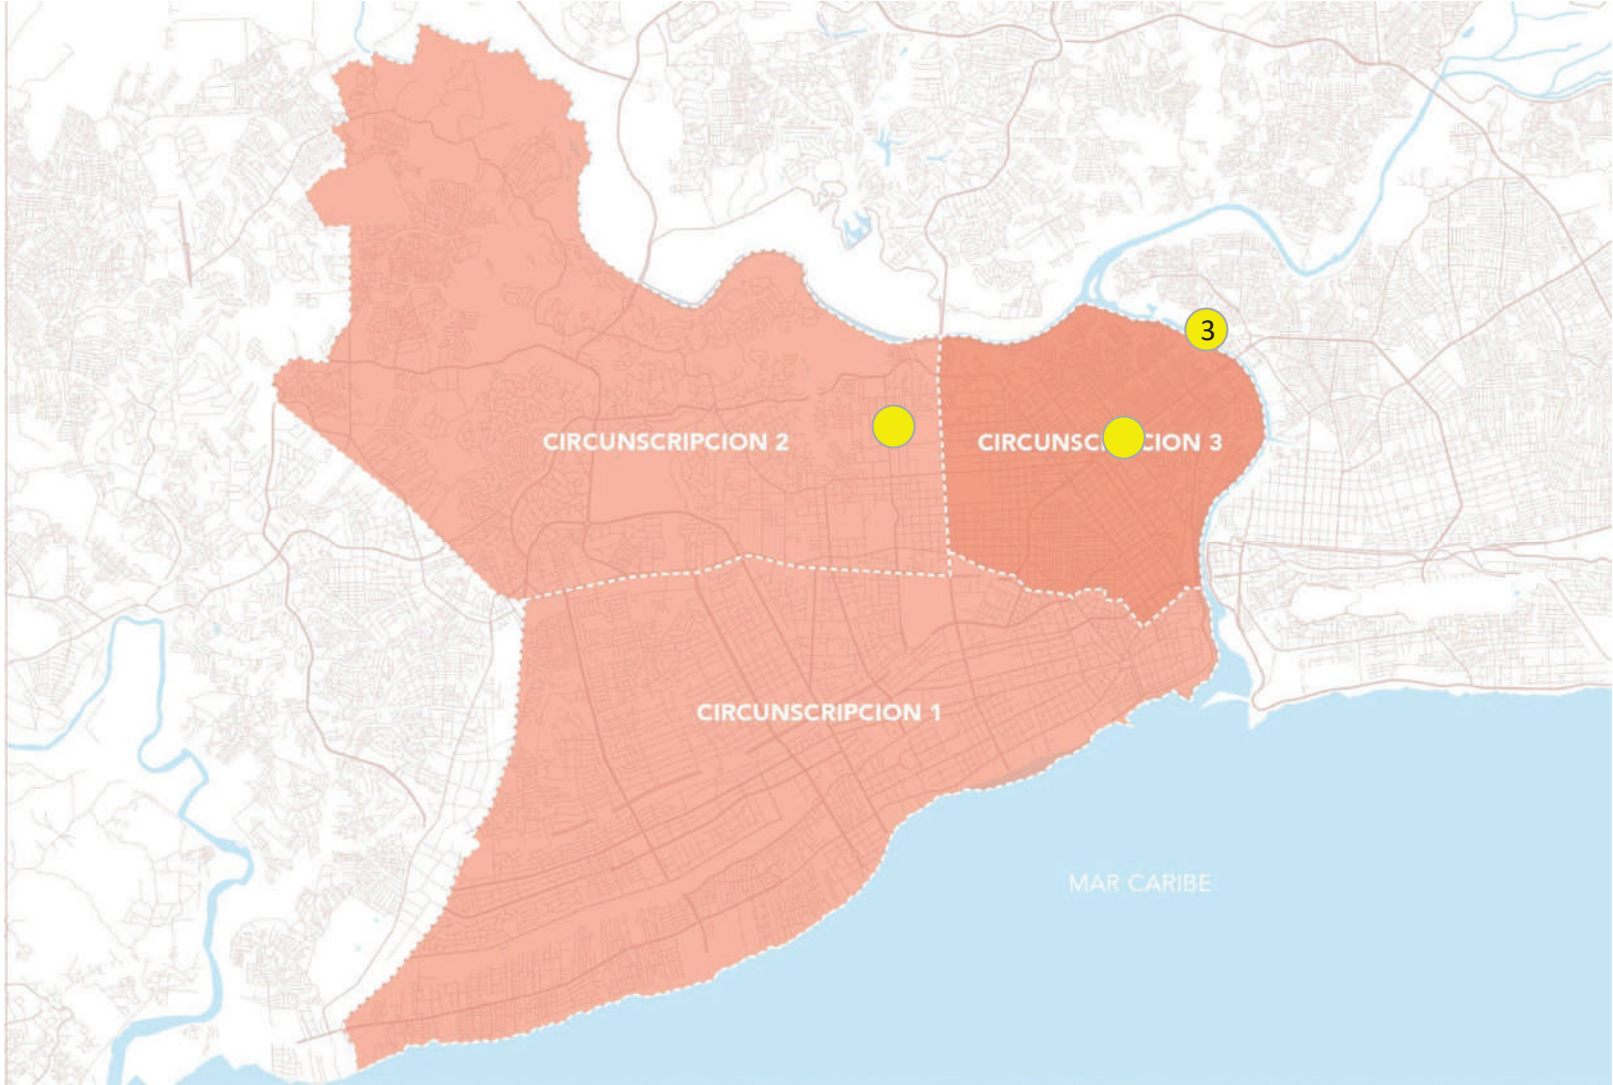 3
CIRCUNSCRIPCION 2
CIRCUNSC CION 3
CIRCUNSCRIPCION 1
MAR CARIBE